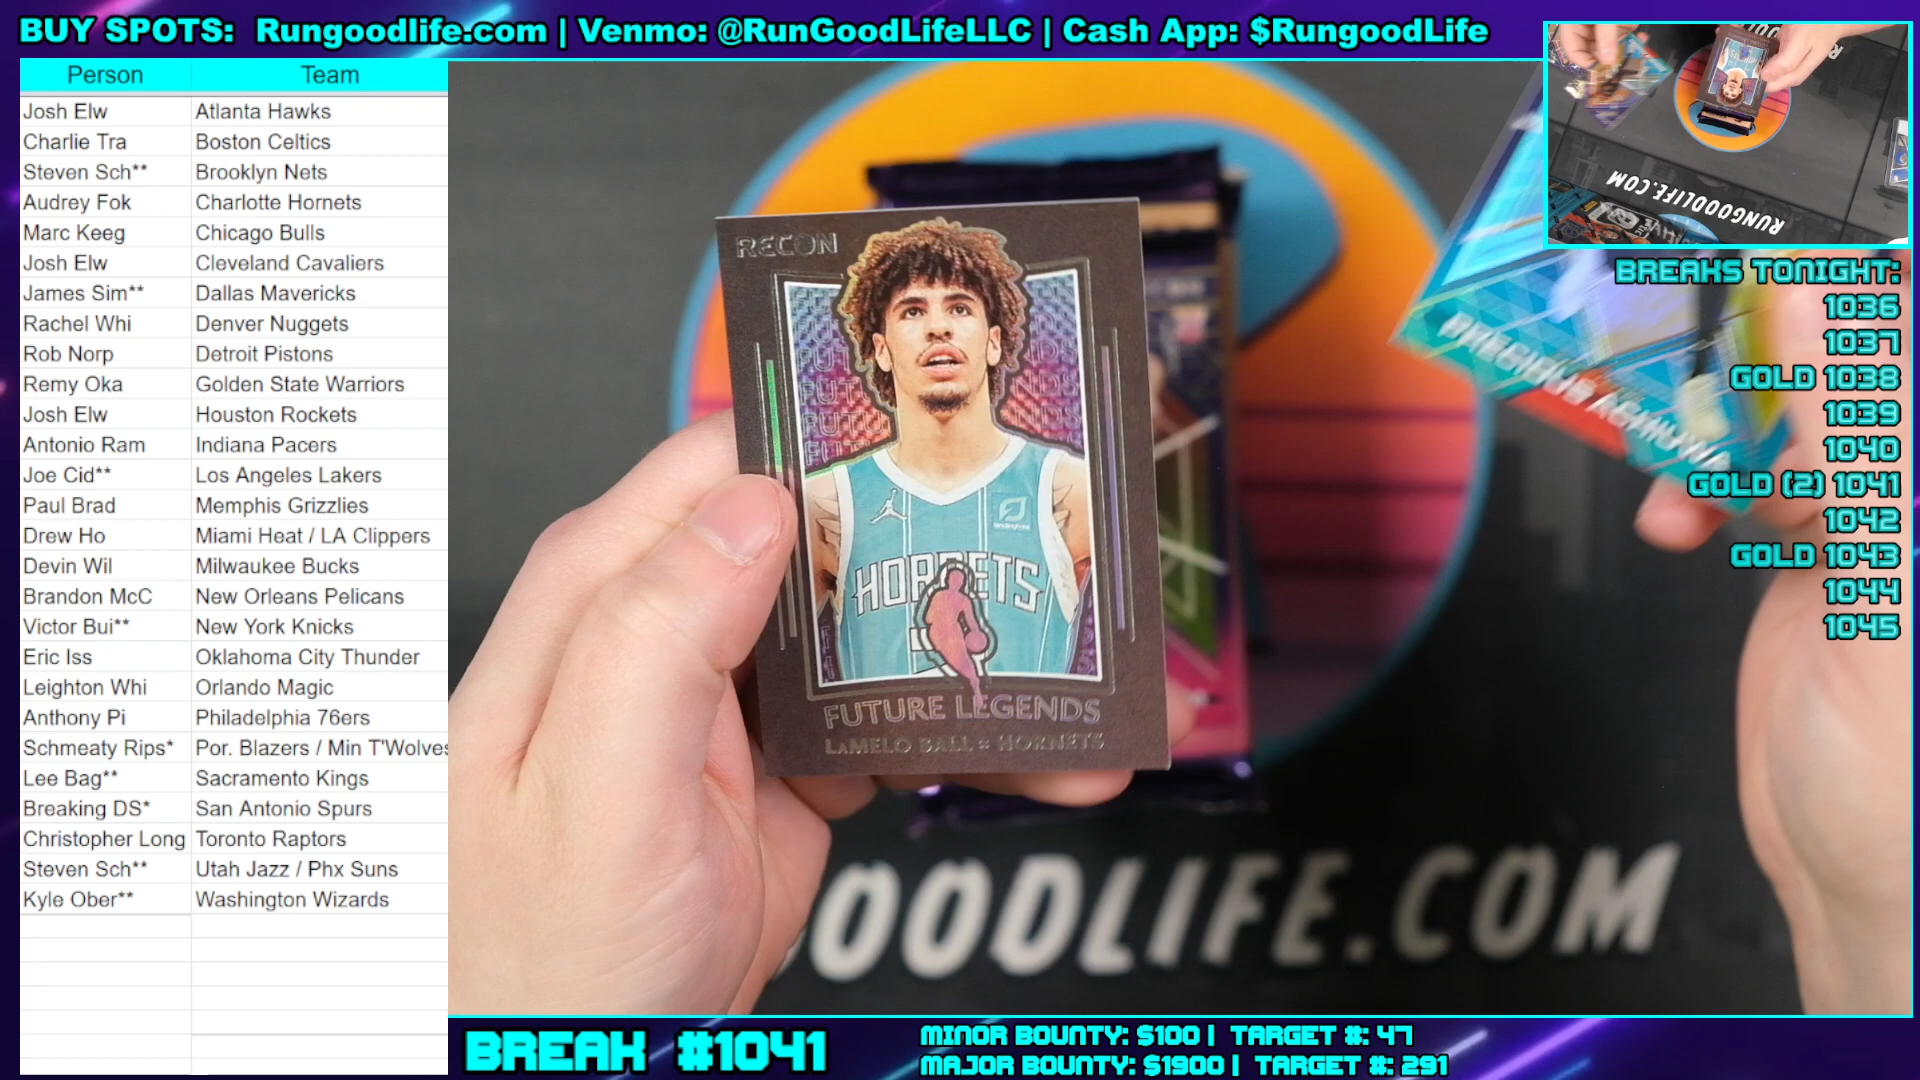 BUY SPOTS: Rungoodlife.com | Venmo: @RunGoodLifeLLC | Cash App: $RungoodLife
Person Team
Josh Elw Atlanta Hawks
Charlie Tra Boston Celtics
Steven Sch** Brooklyn Nets
Audrey Fok Charlotte Hornets
Marc Keeg Chicago Bulls
Josh Elw Cleveland Cavaliers
James Sim** Dallas Mavericks
Rachel Whi Denver Nuggets
Rob Norp Detroit Pistons
Remy Oka Golden State Warriors
Josh Elw Houston Rockets
Antonio Ram Indiana Pacers
Joe Cid** Los Angeles Lakers
Paul Brad Memphis Grizzlies
Drew Ho Miami Heat / LA Clippers
Devin Wil Milwaukee Bucks
Brandon McC New Orleans Pelicans
Victor Bui** New York Knicks
Eric Iss Oklahoma City Thunder
Leighton Whi Orlando Magic
Anthony Pi Philadelphia 76ers
Schmeaty Rips* Por. Blazers / Min T'Wolves
Lee Bag** Sacramento Kings
Breaking DS* San Antonio Spurs
Christopher Long Toronto Raptors
Steven Sch** Utah Jazz / Phx Suns
Kyle Ober** Washington Wizards
RECON
HORNETS
FUTURE LEGENDS
LAMELO BALL :: HORNETS
PRECIOUS ACHIUWA
OODLIFE.COM
RUNGOODLIFE.COM
BREAKS TONIGHT:
1036
1037
GOLD 1038
1039
1040
GOLD (2) 1041
1042
GOLD 1043
1044
1045
BREAK #1041
MINOR BOUNTY: $100 | TARGET #: 47
MAJOR BOUNTY: $1900 | TARGET #: 291